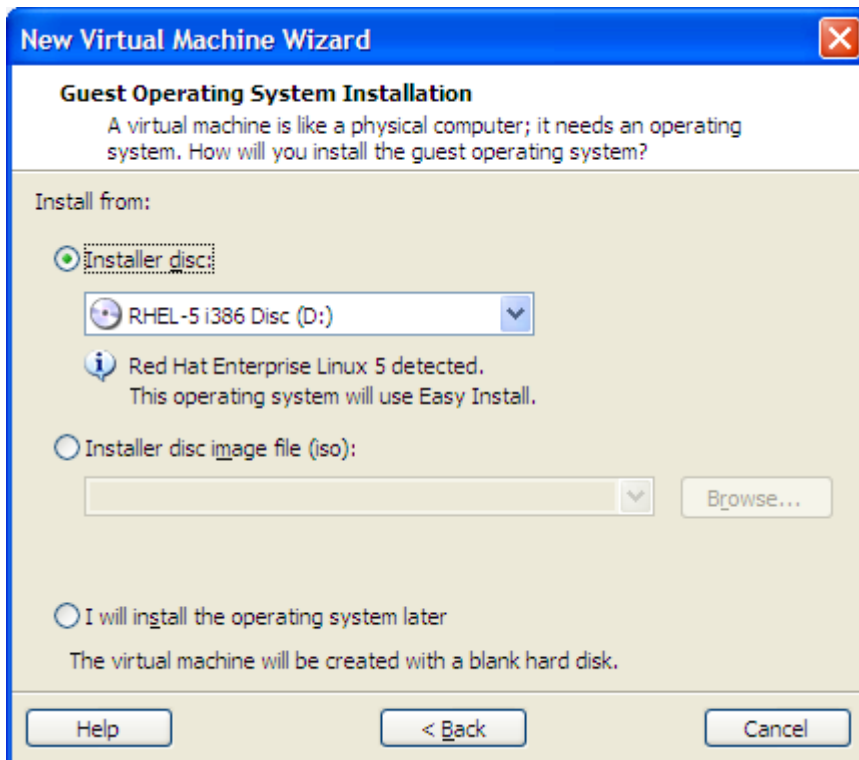 New Virtual Machine Wizard
Guest Operating System Installation
A virtual machine is like a physical computer; it needs an operating
system. How will you install the guest operating system?
Install from:
Installer disc:
RHEL-5 i386 Disc (D:)
Red Hat Enterprise Linux 5 detected.
This operating system will use Easy Install.
Installer disc image file (iso):
Browse...
I will install the operating system later
The virtual machine will be created with a blank hard disk.
Help < Back Cancel